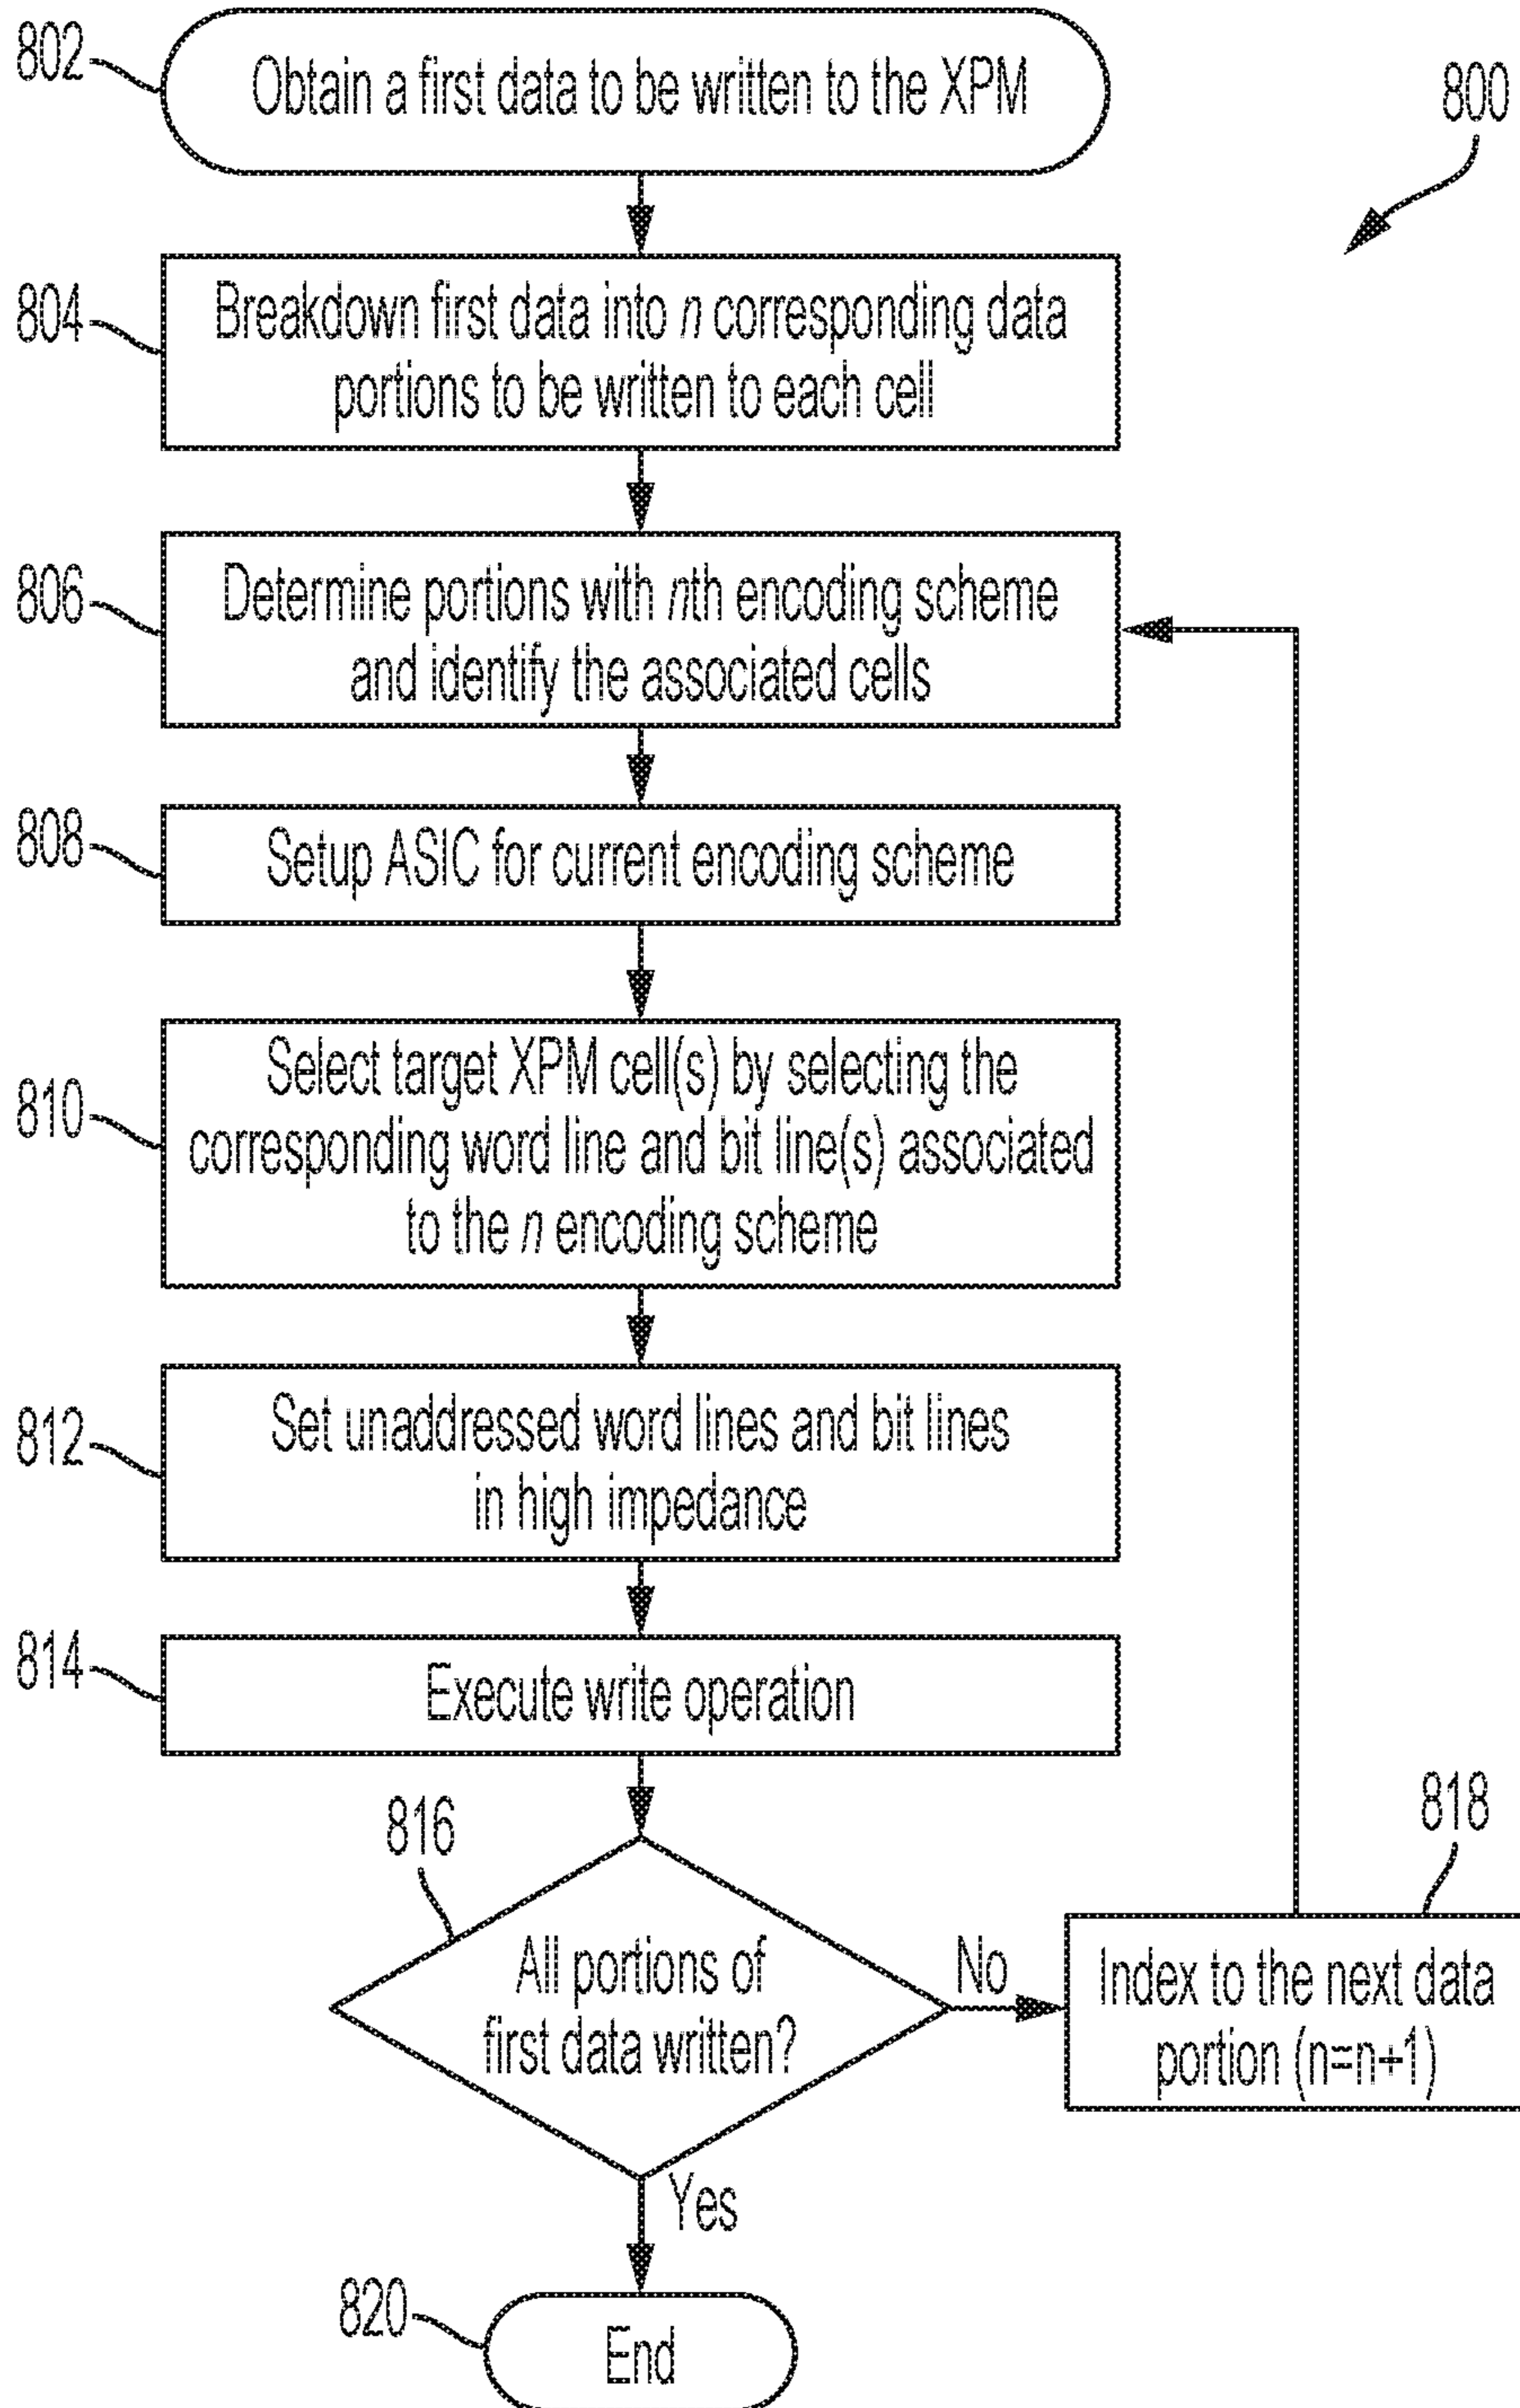 802
Obtain a first data to be written to the XPM
800
804
Breakdown first data into n corresponding data
portions to be written to each cell
806
Determine portions with nth encoding scheme
and identify the associated cells
808
Setup ASIC for current encoding scheme
810
Select target XPM cell(s) by selecting the
corresponding word line and bit line(s) associated
to the n encoding scheme
812
Set unaddressed word lines and bit lines
in high impedance
814
Execute write operation
816
All portions of
first data written?
No
818
Index to the next data
portion (n=n+1)
Yes
820
End